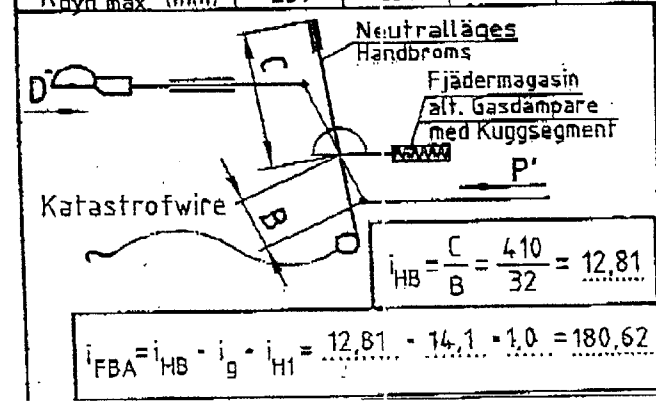 Neutralläges
Handbroms
C
D
Fjädermagasin
alt. Gasdämpare
med Kuggsegment
P'
Katastrofwire
B
i_HB = C/B = 410/32 = 12,81
i_FBA = i_HB · i_g · i_H1 = 12,81 · 14,1 · 1,0 = 180,62